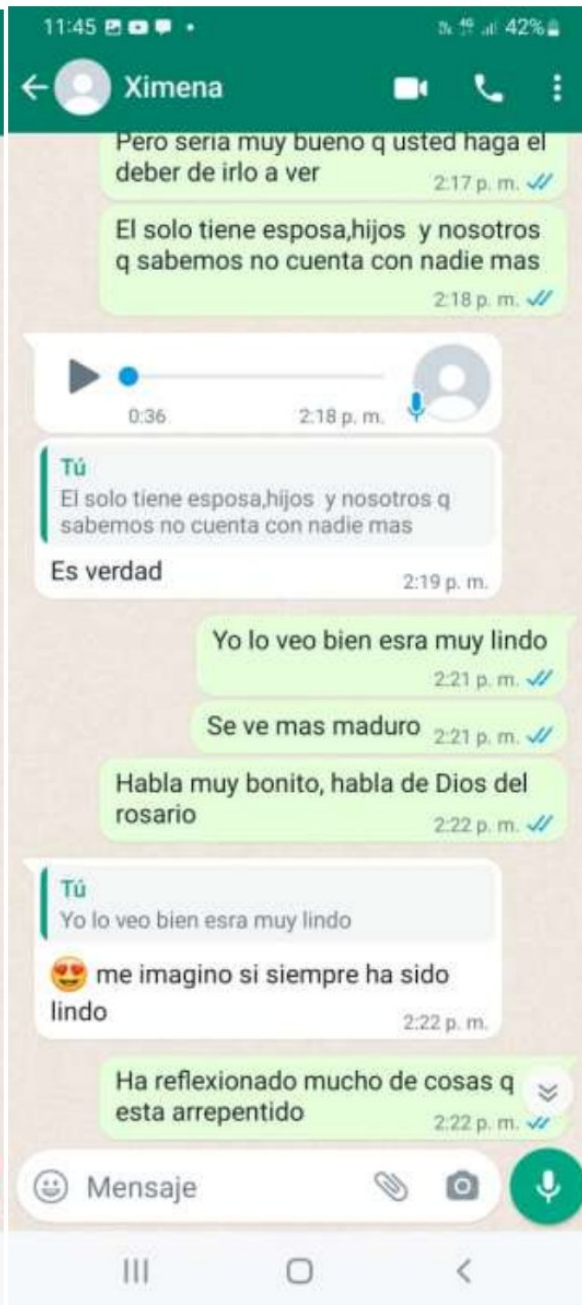 11:45 42%
Ximena
Pero seria muy bueno q usted haga el
deber de irlo a ver
2:17 p. m.
El solo tiene esposa,hijos y nosotros
q sabemos no cuenta con nadie mas
2:18 p. m.
0:36 2:18 p. m.
Tú
El solo tiene esposa,hijos y nosotros q
sabemos no cuenta con nadie mas
Es verdad 2:19 p. m.
Yo lo veo bien esra muy lindo
2:21 p. m.
Se ve mas maduro 2:21 p. m.
Habla muy bonito, habla de Dios del
rosario 2:22 p. m.
Tú
Yo lo veo bien esra muy lindo
😍 me imagino si siempre ha sido
lindo 2:22 p. m.
Ha reflexionado mucho de cosas q
esta arrepentido 2:22 p. m.
Mensaje